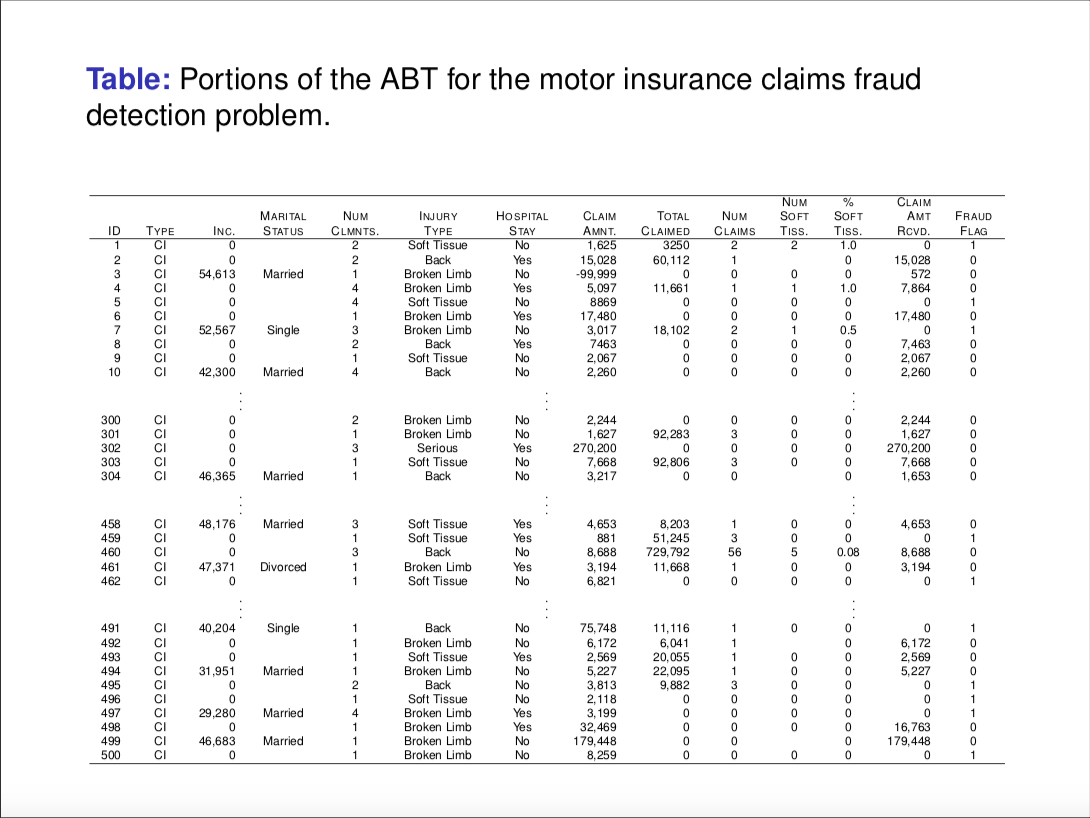 Table: Portions of the ABT for the motor insurance claims fraud
detection problem.
NUM % CLAIM
MARITAL NUM INJURY HOSPITAL CLAIM TOTAL NUM SOFT SOFT AMT FRAUD
ID TYPE INC. STATUS CLMNTS. TYPE STAY AMNT. CLAIMED CLAIMS TISS. TISS. RCVD. FLAG
1 CI 0 2 Soft Tissue No 1,625 3250 2 2 1.0 0 1
2 CI 0 2 Back Yes 15,028 60,112 1 0 15,028 0
3 CI 54,613 Married 1 Broken Limb No -99,999 0 0 0 0 572 0
4 CI 0 4 Broken Limb Yes 5,097 11,661 1 1 1.0 7,864 0
5 CI 0 4 Soft Tissue No 8869 0 0 0 0 0 1
6 CI 0 1 Broken Limb Yes 17,480 0 0 0 0 17,480 0
7 CI 52,567 Single 3 Broken Limb No 3,017 18,102 2 1 0.5 0 1
8 CI 0 2 Back Yes 7463 0 0 0 0 7,463 0
9 CI 0 1 Soft Tissue No 2,067 0 0 0 0 2,067 0
10 CI 42,300 Married 4 Back No 2,260 0 0 0 0 2,260 0
300 CI 0 2 Broken Limb No 2,244 0 0 0 0 2,244 0
301 CI 0 1 Broken Limb No 1,627 92,283 3 0 0 1,627 0
302 CI 0 3 Serious Yes 270,200 0 0 0 0 270,200 0
303 CI 0 1 Soft Tissue No 7,668 92,806 3 0 0 7,668 0
304 CI 46,365 Married 1 Back No 3,217 0 0 0 1,653 0
458 CI 48,176 Married 3 Soft Tissue Yes 4,653 8,203 1 0 0 4,653 0
459 CI 0 1 Soft Tissue Yes 881 51,245 3 0 0 0 1
460 CI 0 3 Back No 8,688 729,792 56 5 0.08 8,688 0
461 CI 47,371 Divorced 1 Broken Limb Yes 3,194 11,668 1 0 0 3,194 0
462 CI 0 1 Soft Tissue No 6,821 0 0 0 0 0 1
491 CI 40,204 Single 1 Back No 75,748 11,116 1 0 0 0 1
492 CI 0 1 Broken Limb No 6,172 6,041 1 0 6,172 0
493 CI 0 1 Soft Tissue Yes 2,569 20,055 1 0 0 2,569 0
494 CI 31,951 Married 1 Broken Limb No 5,227 22,095 1 0 0 5,227 0
495 CI 0 2 Back No 3,813 9,882 3 0 0 0 1
496 CI 0 1 Soft Tissue No 2,118 0 0 0 0 0 1
497 CI 29,280 Married 4 Broken Limb Yes 3,199 0 0 0 0 0 1
498 CI 0 1 Broken Limb Yes 32,469 0 0 0 0 16,763 0
499 CI 46,683 Married 1 Broken Limb No 179,448 0 0 0 179,448 0
500 CI 0 1 Broken Limb No 8,259 0 0 0 0 0 1